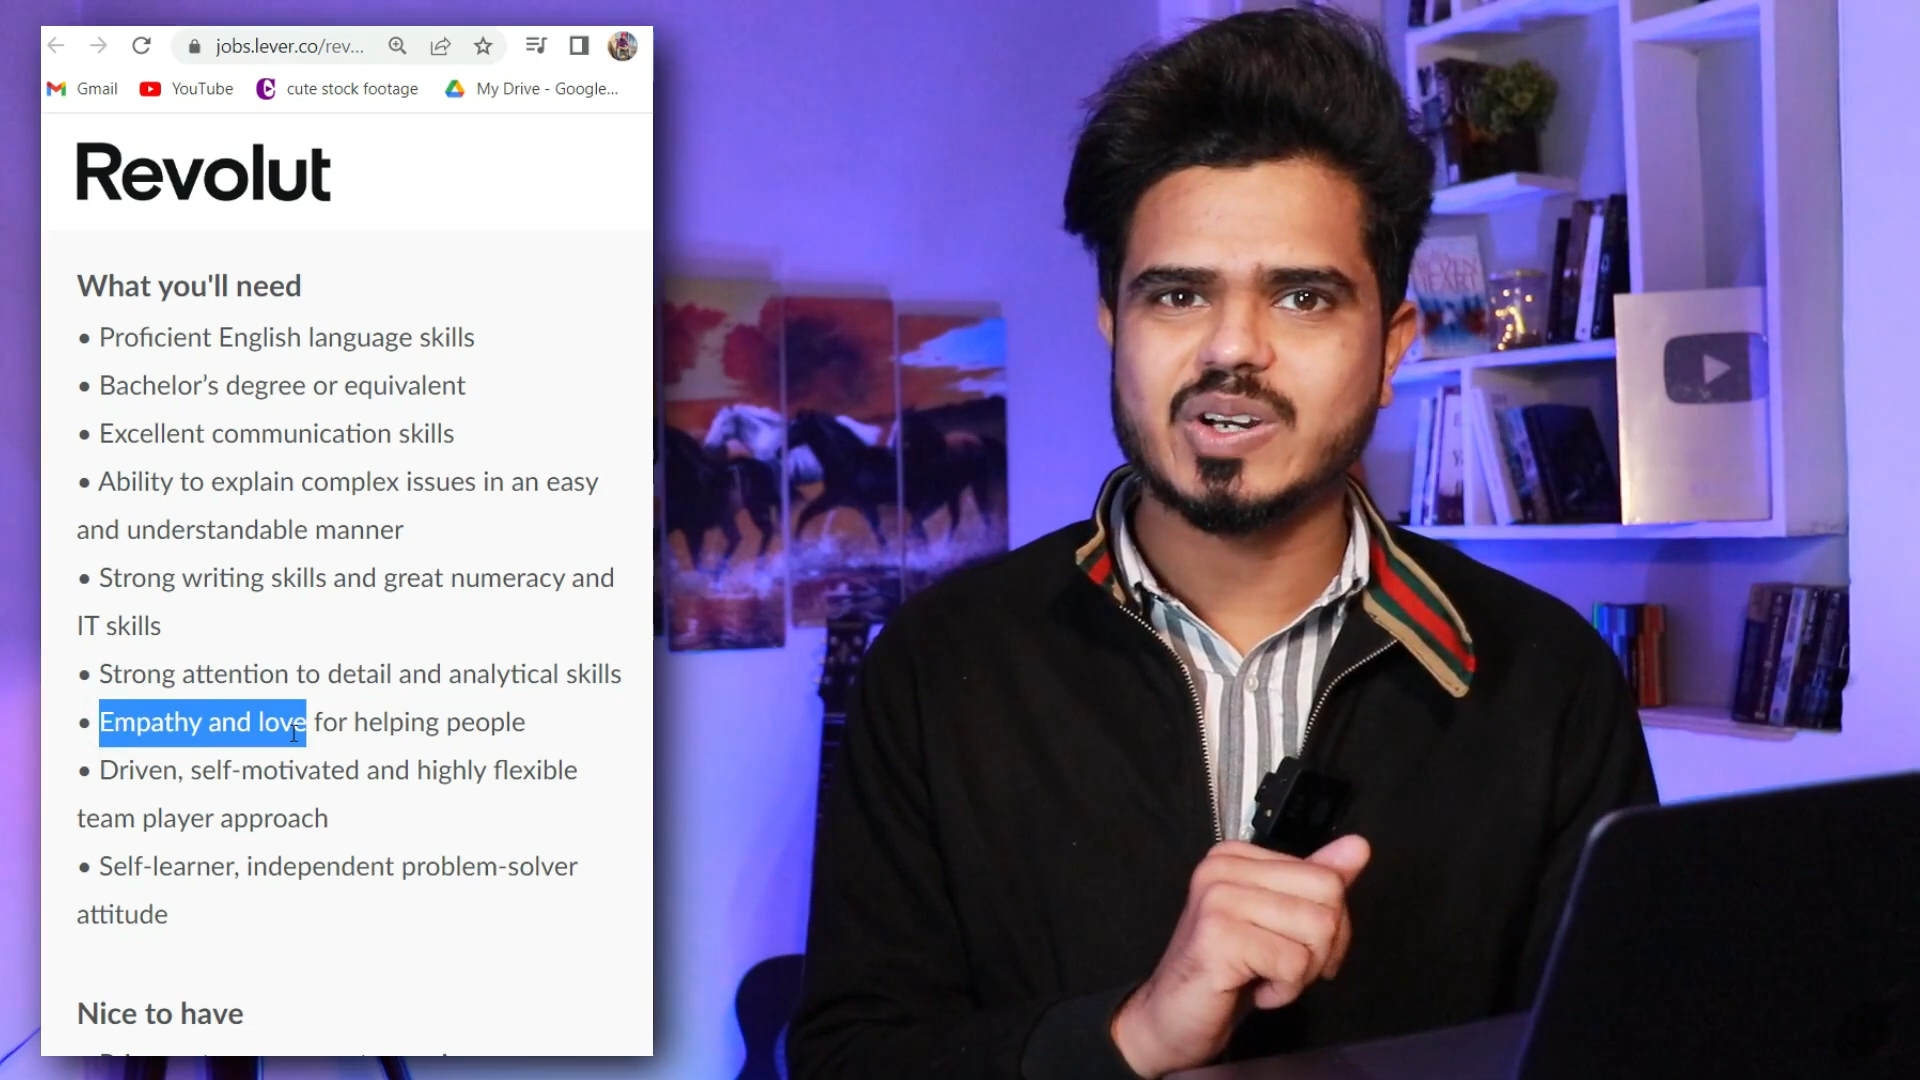 jobs.lever.co/rev...
Gmail YouTube cute stock footage My Drive - Google...
Revolut
What you'll need
• Proficient English language skills
• Bachelor’s degree or equivalent
• Excellent communication skills
• Ability to explain complex issues in an easy
and understandable manner
• Strong writing skills and great numeracy and
IT skills
• Strong attention to detail and analytical skills
• Empathy and love for helping people
• Driven, self-motivated and highly flexible
team player approach
• Self-learner, independent problem-solver
attitude
Nice to have
HEART